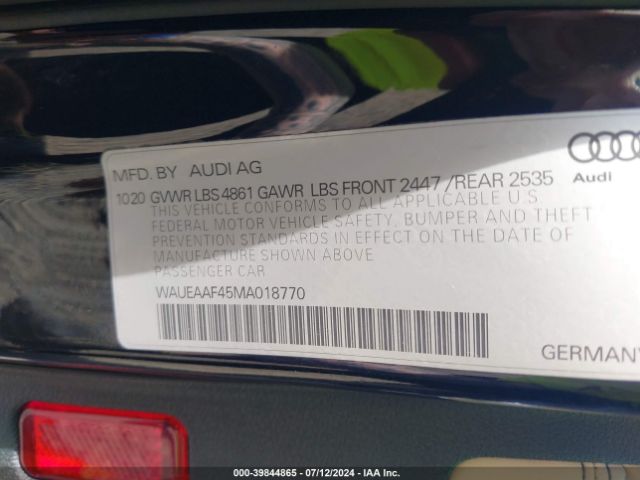 MFD. BY AUDI AG
1020 GVWR LBS 4861 GAWR LBS FRONT 2447 /REAR 2535
Audi
THIS VEHICLE CONFORMS TO ALL APPLICABLE U.S
FEDERAL MOTOR VEHICLE SAFETY, BUMPER AND THEFT
PREVENTION STANDARDS IN EFFECT ON THE DATE OF
MANUFACTURE SHOWN ABOVE
PASSENGER CAR
WAUEAAF45MA018770
GERMANY
000-39844865 - 07/12/2024 - IAA Inc.